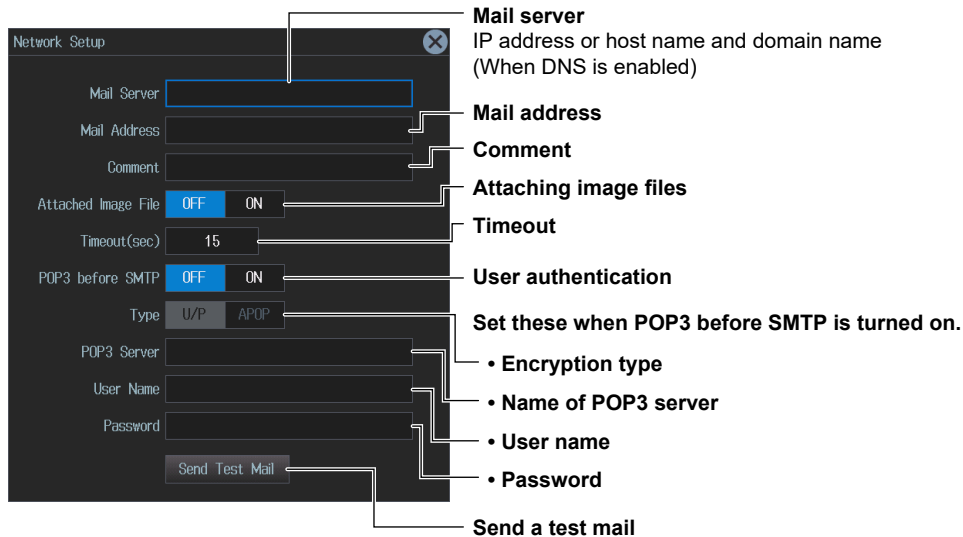 Network Setup
Mail Server
Mail Address
Comment
Attached Image File OFF ON
Timeout(sec) 15
POP3 before SMTP OFF ON
Type U/P APOP
POP3 Server
User Name
Password
Send Test Mail
Mail server
IP address or host name and domain name
(When DNS is enabled)
Mail address
Comment
Attaching image files
Timeout
User authentication
Set these when POP3 before SMTP is turned on.
• Encryption type
• Name of POP3 server
• User name
• Password
Send a test mail